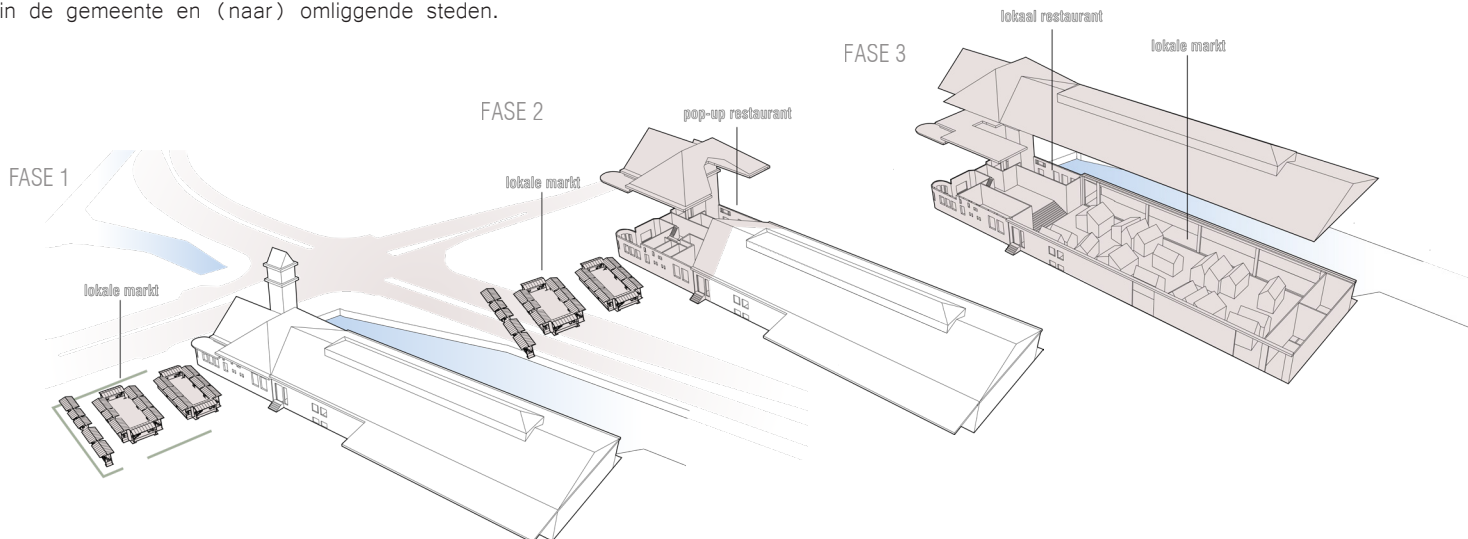 in de gemeente en (naar) omliggende steden.
FASE 1
lokale markt
FASE 2
lokale markt
pop-up restaurant
FASE 3
lokaal restaurant
lokale markt